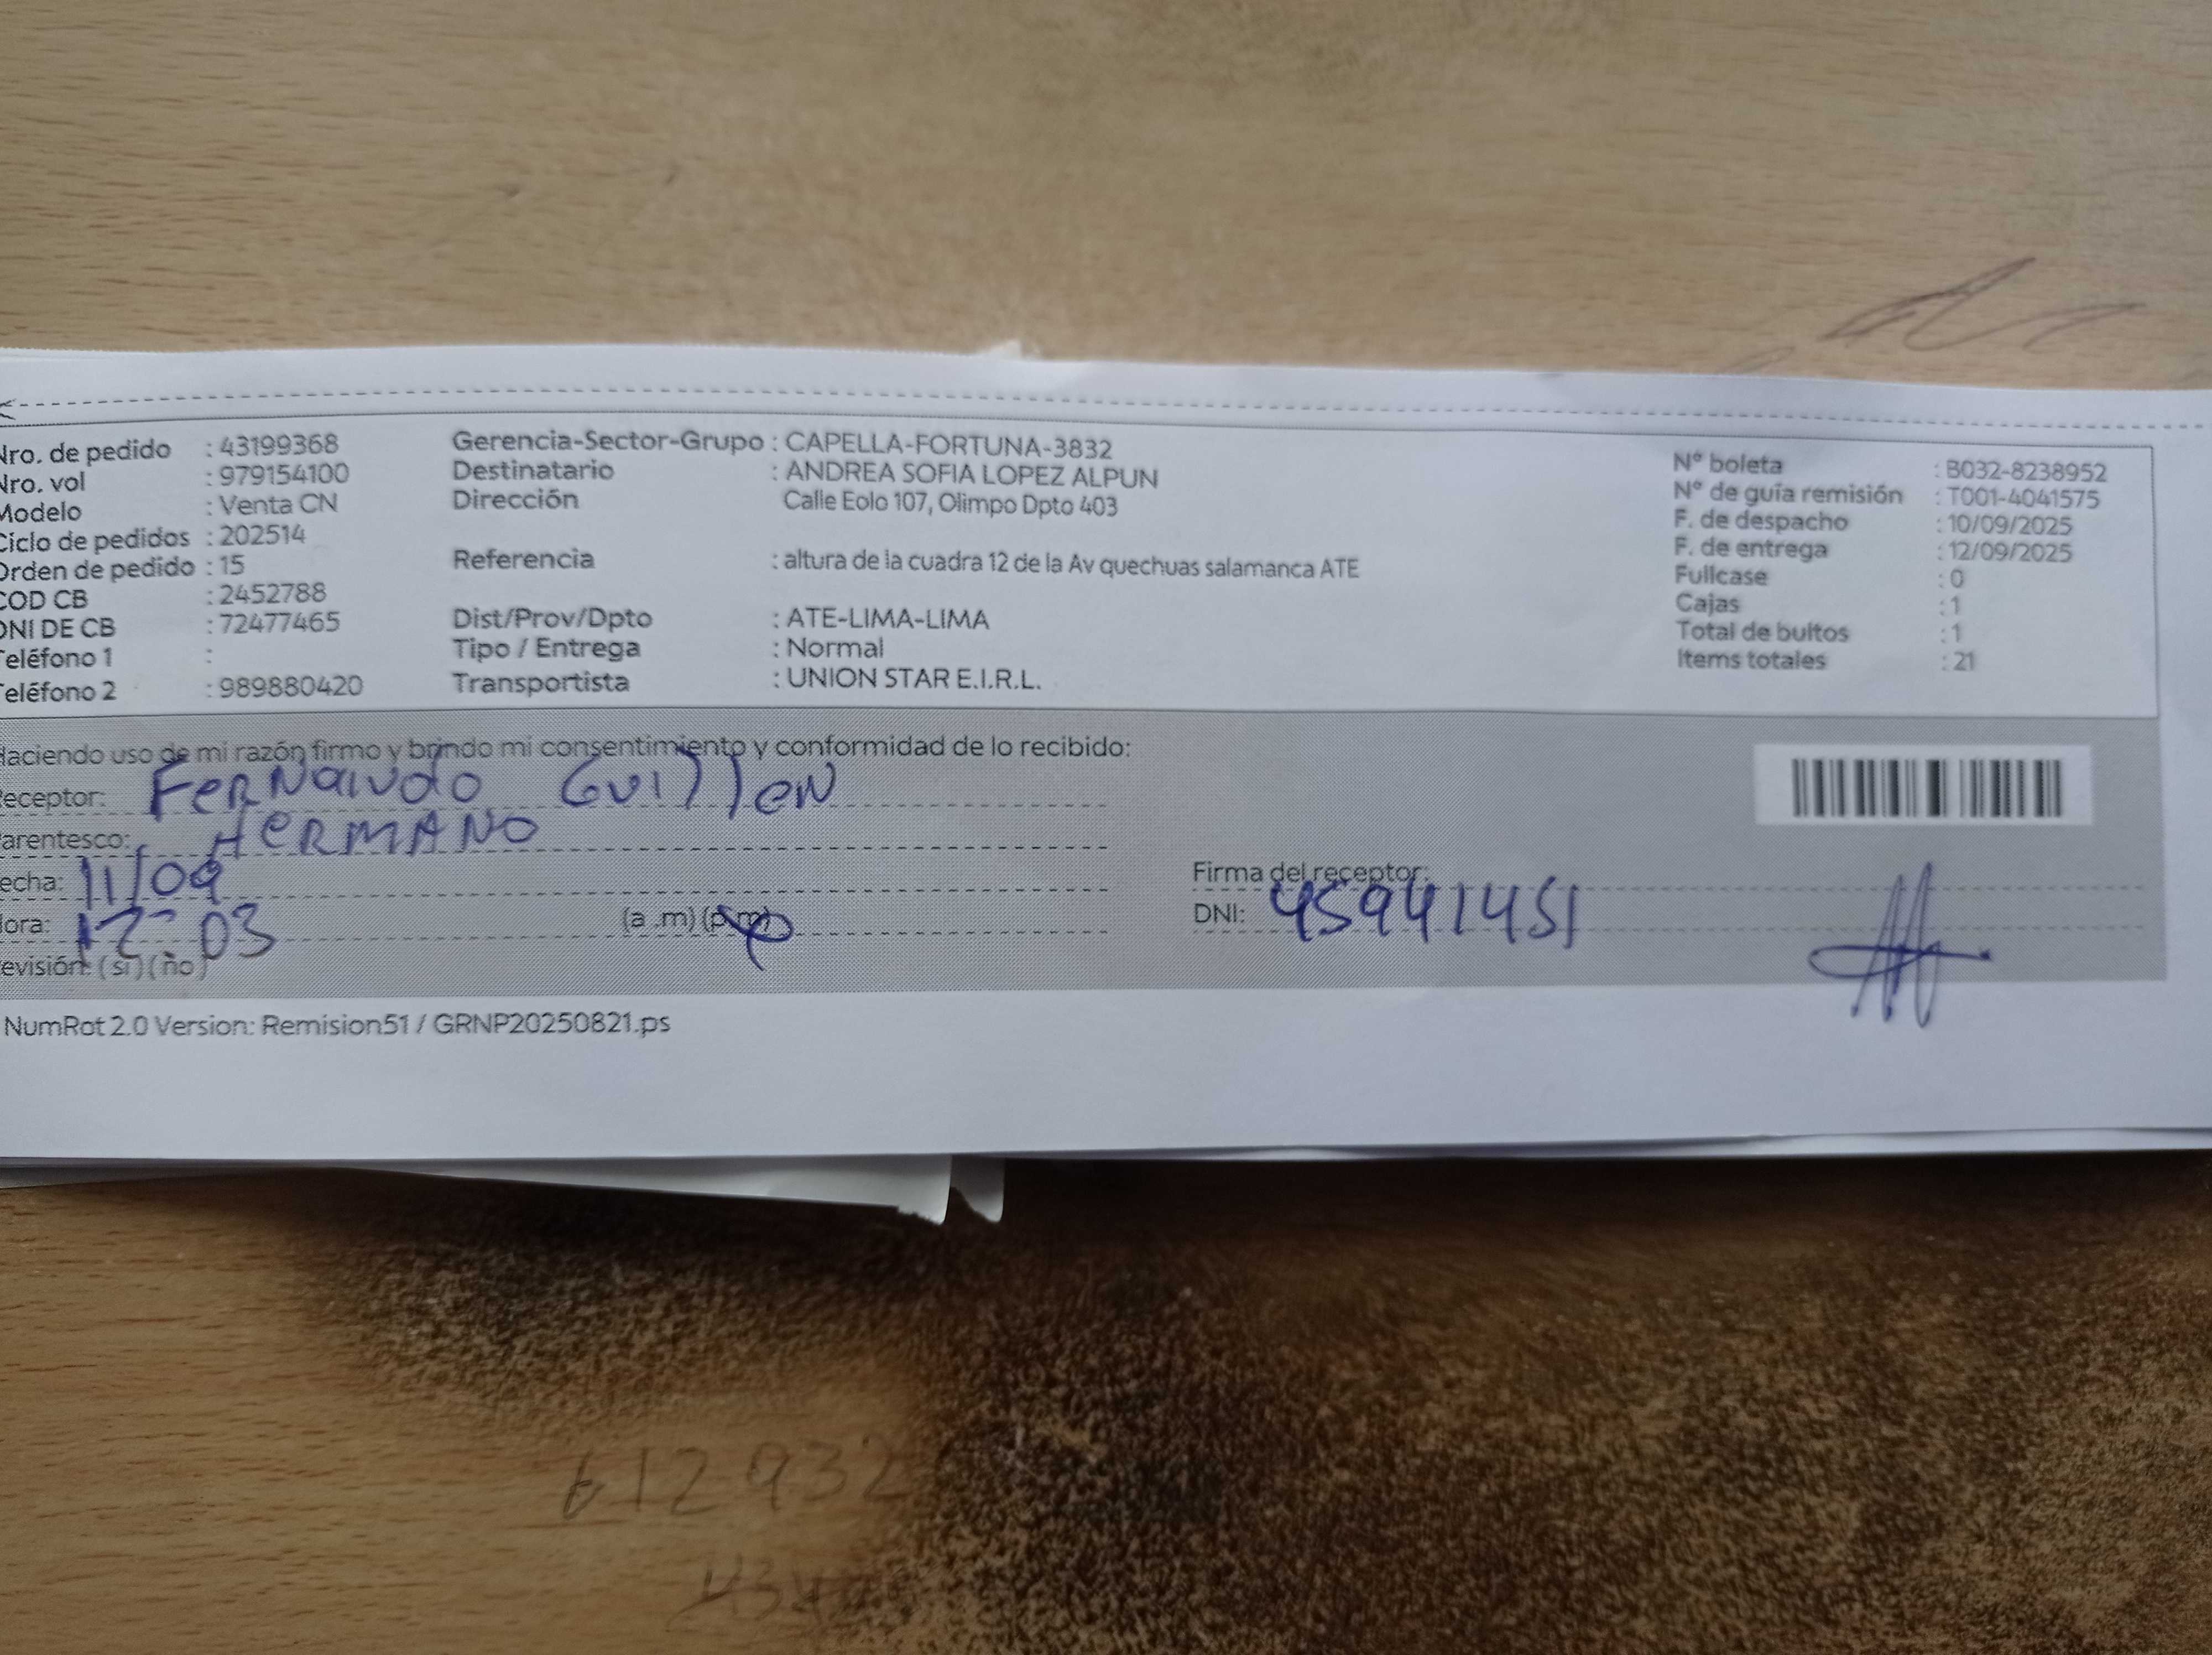 Nro. de pedido : 43199368
Nro. vol : 979154100
Modelo : Venta CN
Ciclo de pedidos : 202514
Orden de pedido : 15
COD CB : 2452788
DNI DE CB : 72477465
Teléfono 1 :
Teléfono 2 : 989880420
Gerencia-Sector-Grupo : CAPELLA-FORTUNA-3832
Destinatario : ANDREA SOFIA LOPEZ ALPUN
Dirección Calle Eolo 107, Olimpo Dpto 403
Referencia : altura de la cuadra 12 de la Av quechuas salamanca ATE
Dist/Prov/Dpto : ATE-LIMA-LIMA
Tipo / Entrega : Normal
Transportista : UNION STAR E.I.R.L.
N° boleta : B032-8238952
N° de guía remisión : T001-4041575
F. de despacho : 10/09/2025
F. de entrega : 12/09/2025
Fullcase : 0
Cajas : 1
Total de bultos : 1
Items totales : 21
Haciendo uso de mi razón firmo y brindo mi consentimiento y conformidad de lo recibido:
Receptor: FerNaNdo GuillеN
Parentesco: HeRMANO
Fecha: 11/09
Hora: 12 03 (a .m) (p.m)
Revisión: (si) (no)
Firma del receptor:
DNI: 45941451
NumRot 2.0 Version: Remision51 / GRNP20250821.ps
612932